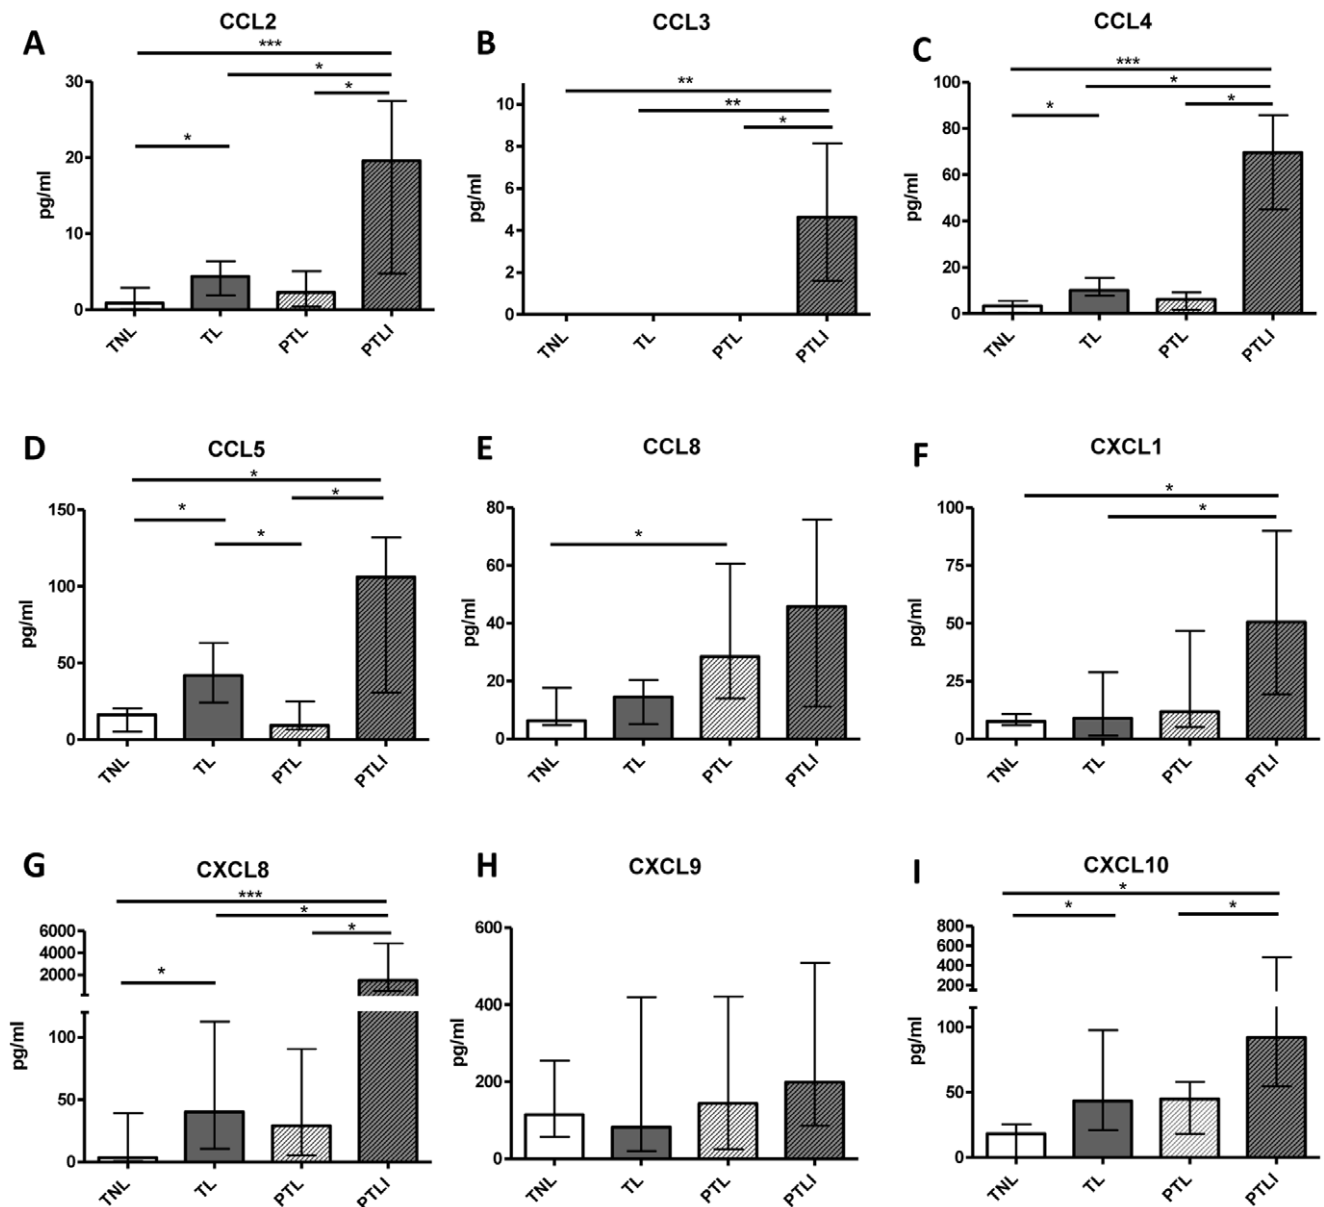 A
CCL2
***
*
*
*
30
20
10
0
pg/ml
TNL
TL
PTL
PTLI
B
CCL3
**
**
*
10
8
6
4
2
0
pg/ml
TNL
TL
PTL
PTLI
C
CCL4
***
*
*
*
100
80
60
40
20
0
pg/ml
TNL
TL
PTL
PTLI
D
CCL5
*
*
*
*
150
100
50
0
pg/ml
TNL
TL
PTL
PTLI
E
CCL8
*
80
60
40
20
0
pg/ml
TNL
TL
PTL
PTLI
F
CXCL1
*
*
100
75
50
25
0
pg/ml
TNL
TL
PTL
PTLI
G
CXCL8
***
*
*
*
6000
4000
2000
100
50
0
pg/ml
TNL
TL
PTL
PTLI
H
CXCL9
600
400
200
0
pg/ml
TNL
TL
PTL
PTLI
I
CXCL10
*
*
*
800
600
400
200
100
50
0
pg/ml
TNL
TL
PTL
PTLI